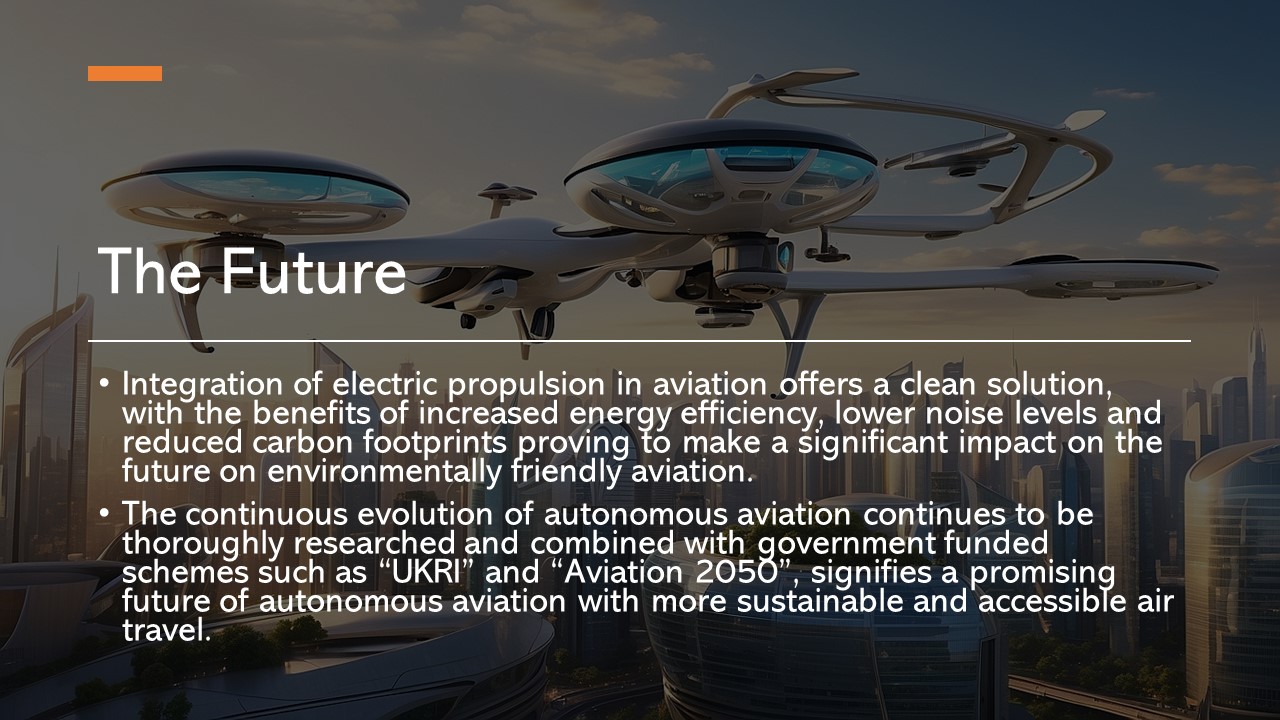 The Future
• Integration of electric propulsion in aviation offers a clean solution,
with the benefits of increased energy efficiency, lower noise levels and
reduced carbon footprints proving to make a significant impact on the
future on environmentally friendly aviation.
• The continuous evolution of autonomous aviation continues to be
thoroughly researched and combined with government funded
schemes such as “UKRI” and “Aviation 2050”, signifies a promising
future of autonomous aviation with more sustainable and accessible air
travel.